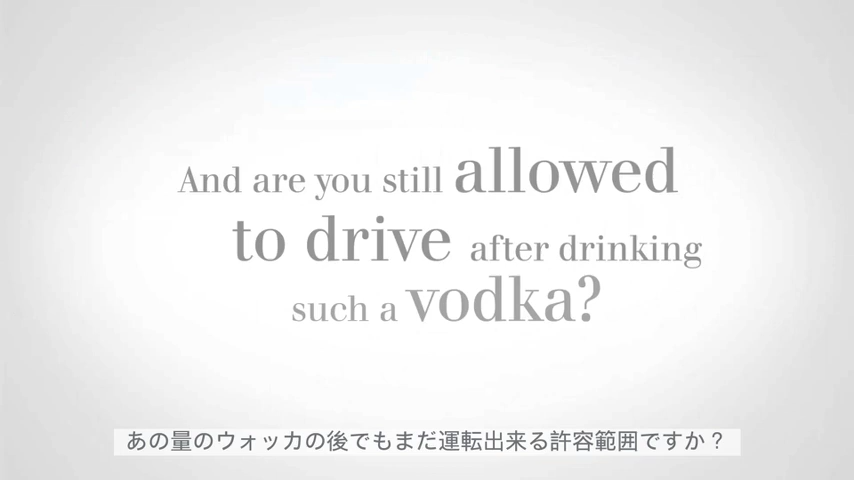 And are you still allowed
to drive after drinking
such a vodka?
あの量のウォッカの後でもまだ運転出来る許容範囲ですか？